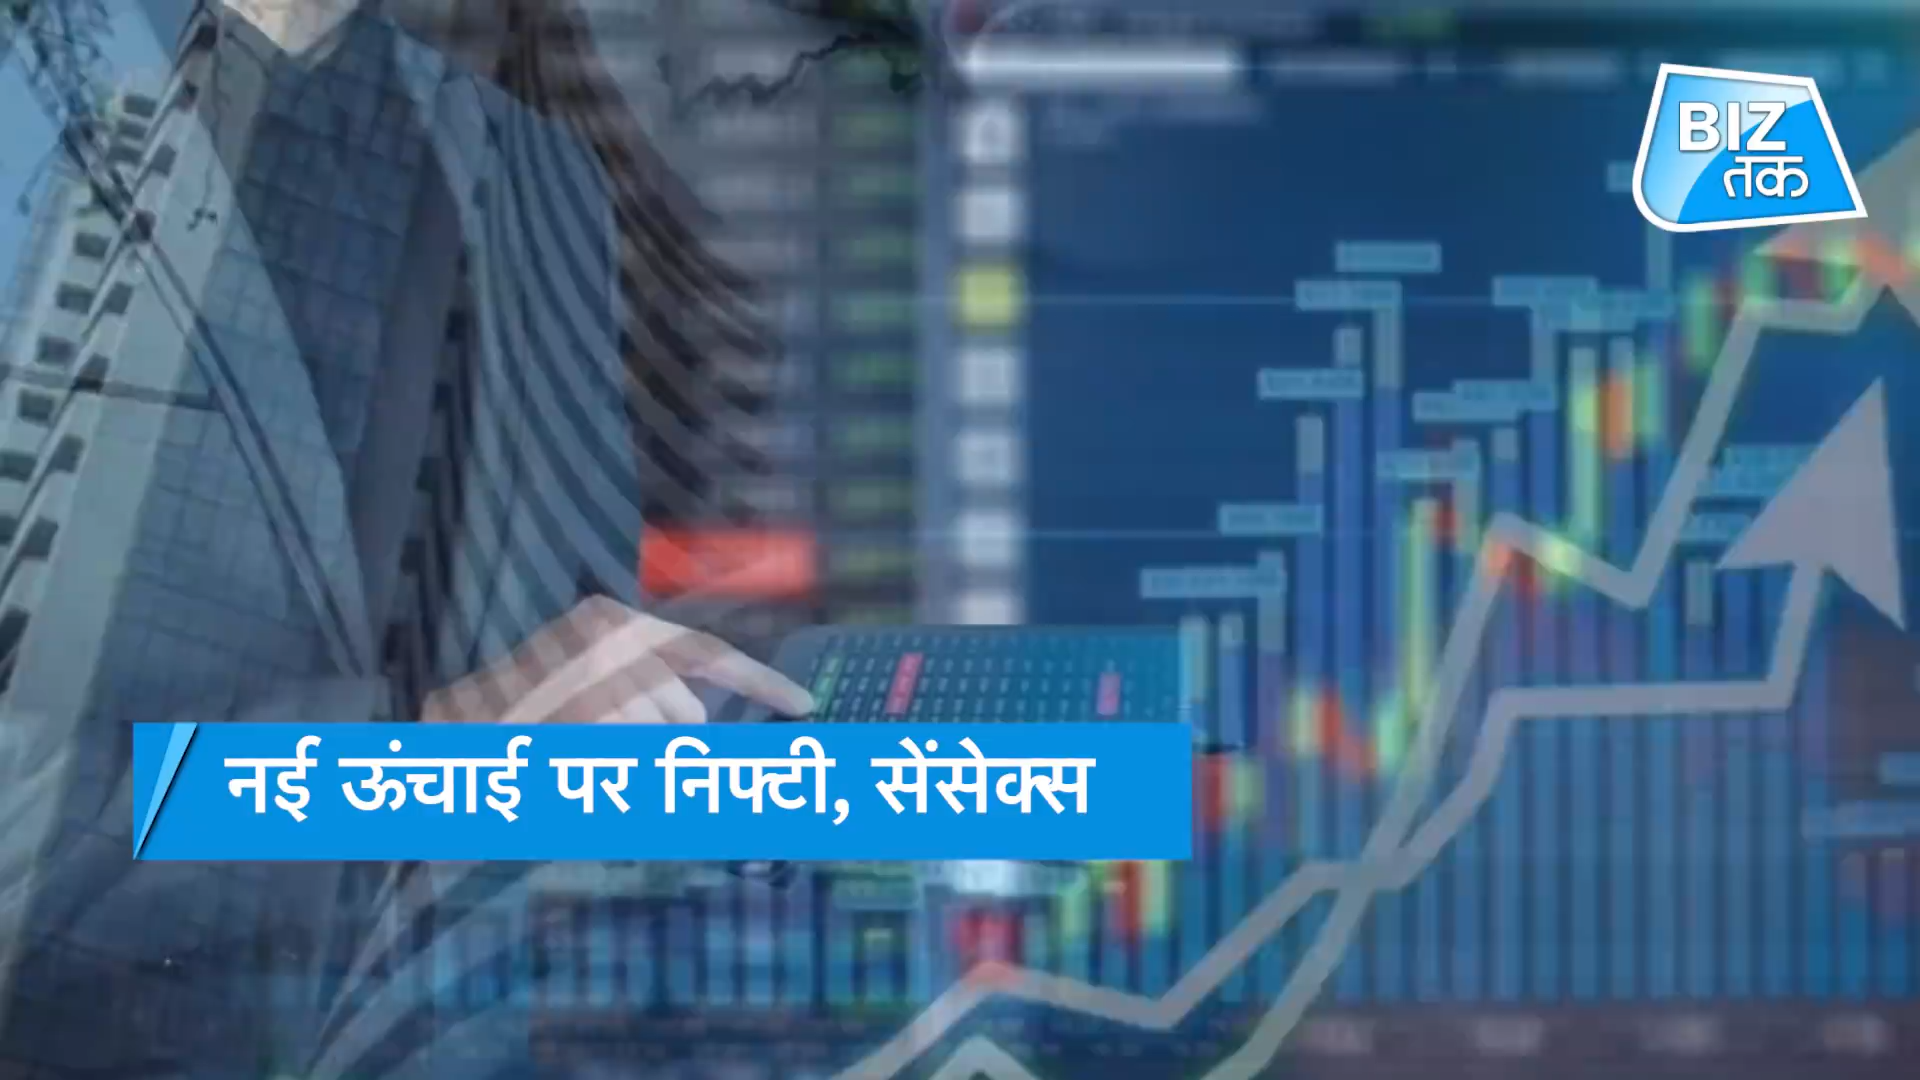 BIZ
तक
नई ऊंचाई पर निफ्टी, सेंसेक्स